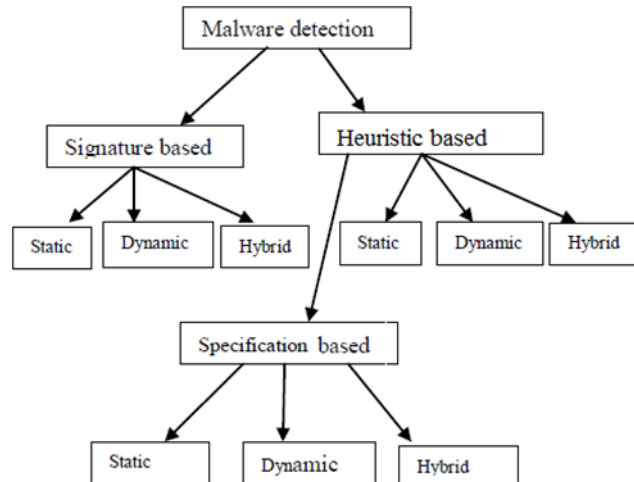 Malware detection
Signature based
Heuristic based
Static
Dynamic
Hybrid
Static
Dynamic
Hybrid
Specification based
Static
Dynamic
Hybrid